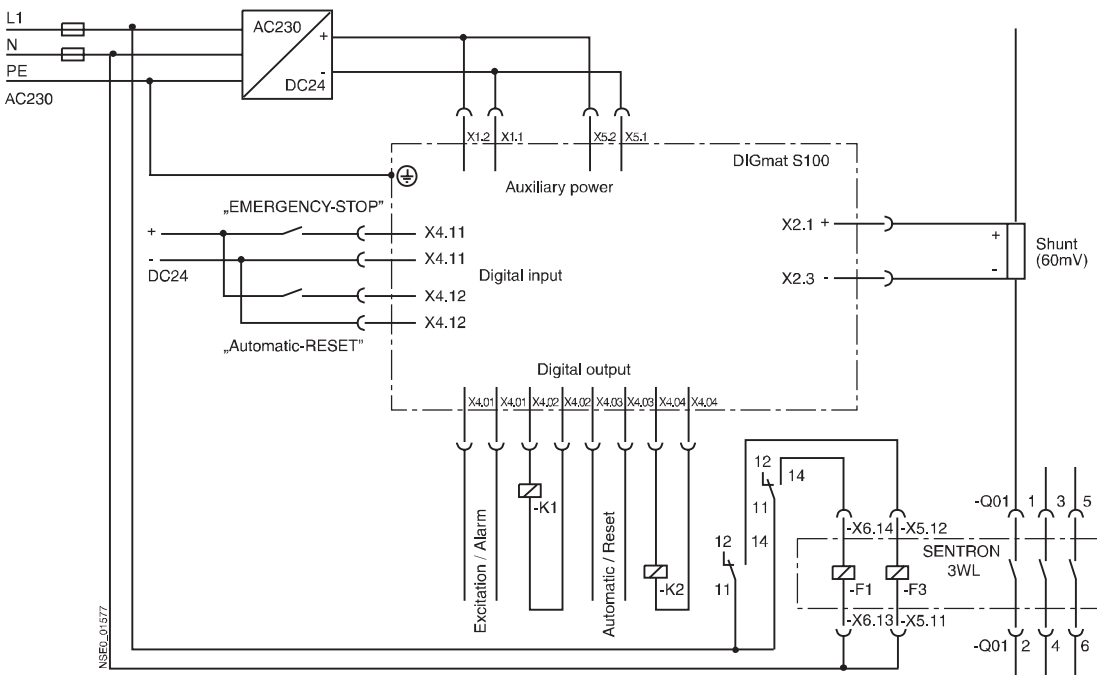 L1
N
PE
AC230
AC230
+
-
DC24
X1.2 X1.1 X5.2 X5.1
DIGmat S100
Auxiliary power
„EMERGENCY-STOP”
+
-
DC24
X4.11
X4.11
Digital input
X4.12
X4.12
„Automatic-RESET”
X2.1 +
X2.3 -
+
-
Shunt
(60mV)
Digital output
X4.01 X4.01 X4.02 X4.02 X4.03 X4.03 X4.04 X4.04
Excitation / Alarm
-K1
Automatic / Reset
-K2
12
14
11
12
14
11
-X6.14 -X5.12
-Q01 1 3 5
SENTRON
3WL
-F1 -F3
-X6.13 -X5.11
-Q01 2 4 6
NSE0_01577